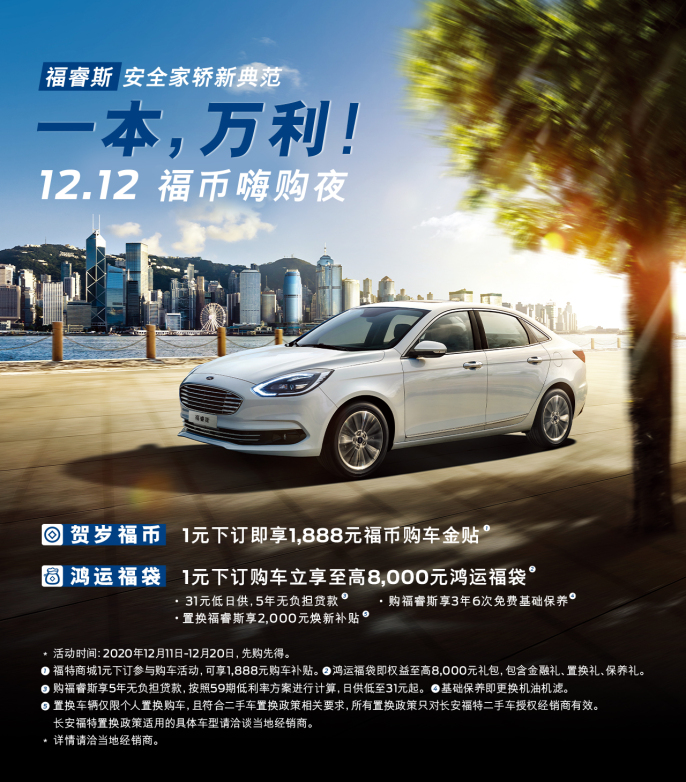 福睿斯 安全家轿新典范
一本，万利！
12.12 福币嗨购夜
福睿斯
贺岁福币 1元下订即享1,888元福币购车金贴①
鸿运福袋 1元下订购车立享至高8,000元鸿运福袋②
· 31元低日供，5年无负担贷款③ · 购福睿斯享3年6次免费基础保养④
· 置换福睿斯享2,000元焕新补贴⑤
* 活动时间：2020年12月11日-12月20日，先购先得。
① 福特商城1元下订参与购车活动，可享1,888元购车补贴。② 鸿运福袋即权益至高8,000元礼包，包含金融礼、置换礼、保养礼。
③ 购福睿斯享5年无负担贷款，按照59期低利率方案进行计算，日供低至31元起。④ 基础保养即更换机油机滤。
⑤ 置换车辆仅限个人置换购车，且符合二手车置换政策相关要求，所有置换政策只对长安福特二手车授权经销商有效。
长安福特置换政策适用的具体车型请洽谈当地经销商。
* 详情请洽当地经销商。